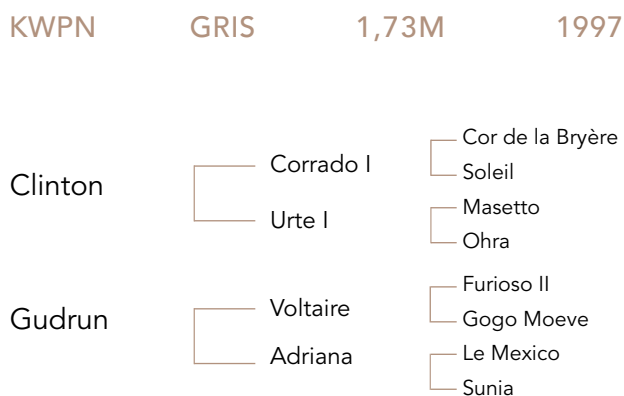 KWPN GRIS 1,73M 1997
Cor de la Bryère
Corrado I
Soleil
Clinton
Masetto
Urte I
Ohra
Furioso II
Voltaire
Gogo Moeve
Gudrun
Le Mexico
Adriana
Sunia